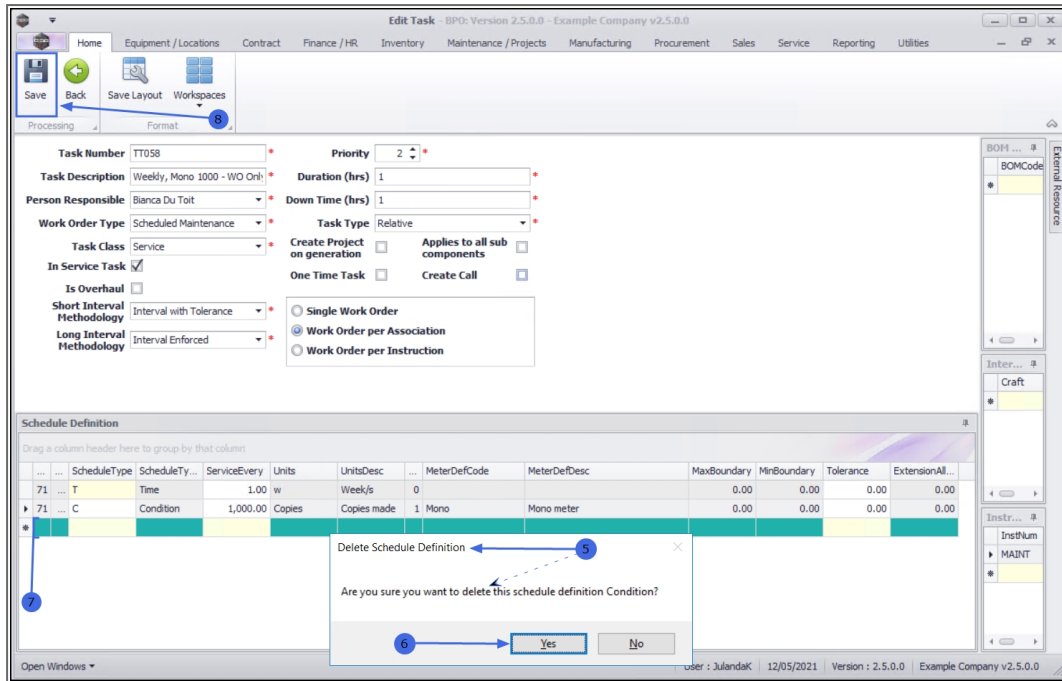 Edit Task - BPO: Version 2.5.0.0 - Example Company v2.5.0.0
Home Equipment / Locations Contract Finance / HR Inventory Maintenance / Projects Manufacturing Procurement Sales Service Reporting Utilities
Save Back Save Layout Workspaces
8
Processing Format
Task Number TT058 * Priority 2 *
Task Description Weekly, Mono 1000 - WO Only * Duration (hrs) 1 *
Person Responsible Bianca Du Toit * Down Time (hrs) 1 *
Work Order Type Scheduled Maintenance * Task Type Relative *
Task Class Service * Create Project on generation Applies to all sub components
In Service Task
One Time Task Create Call
Is Overhaul
Short Interval Methodology Interval with Tolerance * Single Work Order
Work Order per Association
Long Interval Methodology Interval Enforced * Work Order per Instruction
BOM ...
BOMCode
External Resource
Inter...
Craft
Schedule Definition
Drag a column header here to group by that column
... ... ScheduleType ScheduleTy... ServiceEvery Units UnitsDesc ... MeterDefCode MeterDefDesc MaxBoundary MinBoundary Tolerance ExtensionAll...
71 ... T Time 1.00 w Week/s 0 0.00 0.00 0.00 0.00
71 ... C Condition 1,000.00 Copies Copies made 1 Mono Mono meter 0.00 0.00 0.00 0.00
Instr...
InstNum
MAINT
Delete Schedule Definition 5
Are you sure you want to delete this schedule definition Condition?
7
6 Yes No
Open Windows User : JulandaK 12/05/2021 Version : 2.5.0.0 Example Company v2.5.0.0